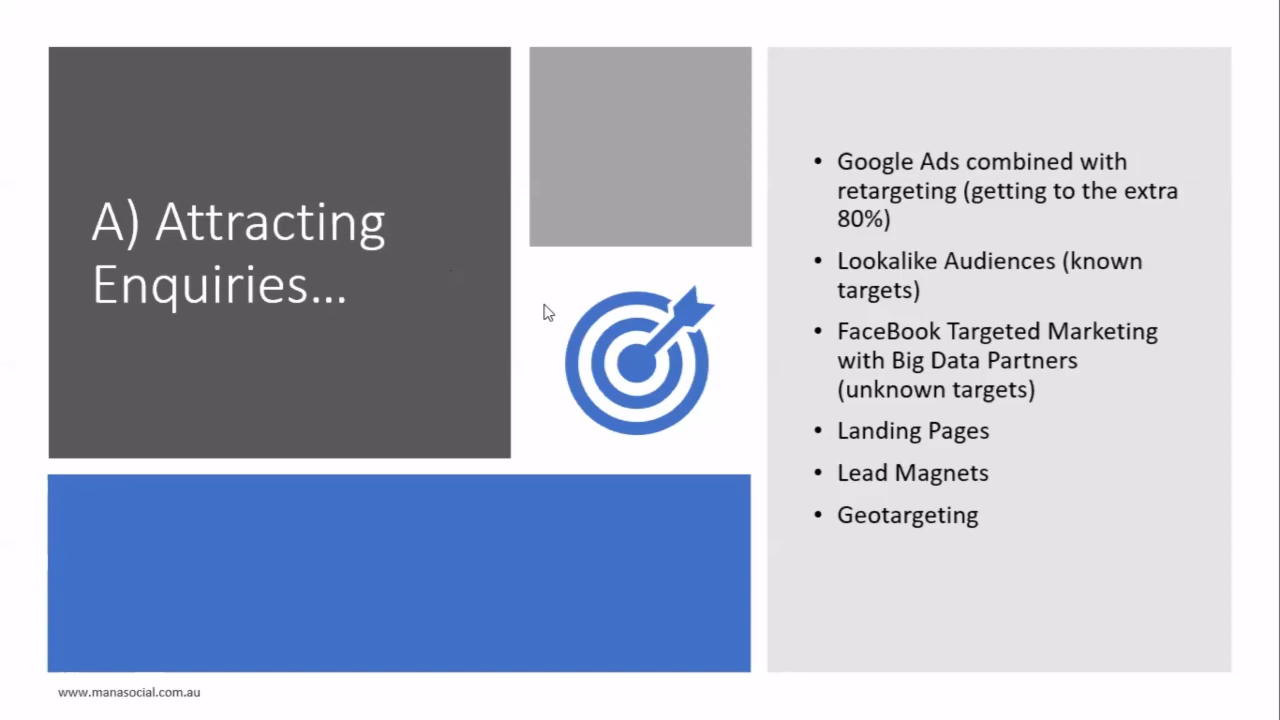 A) Attracting
Enquiries...
• Google Ads combined with
retargeting (getting to the extra
80%)
• Lookalike Audiences (known
targets)
• FaceBook Targeted Marketing
with Big Data Partners
(unknown targets)
• Landing Pages
• Lead Magnets
• Geotargeting
www.manasocial.com.au